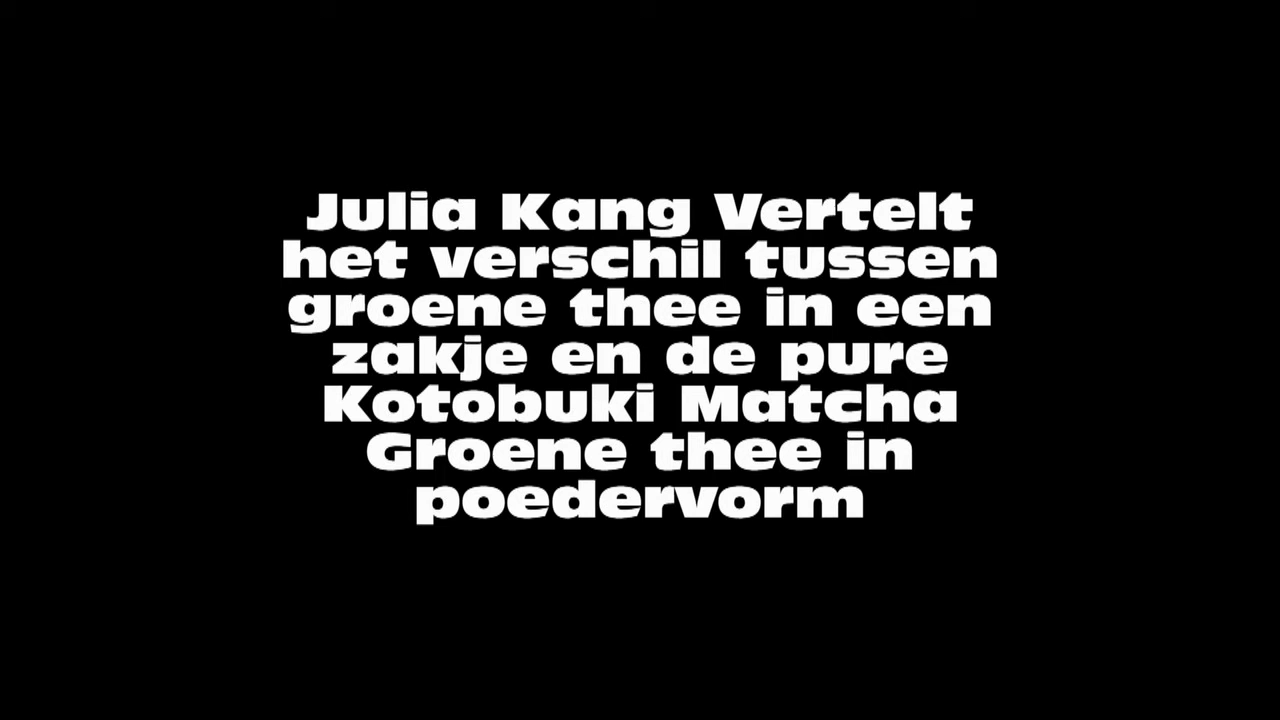 Julia Kang Vertelt
het verschil tussen
groene thee in een
zakje en de pure
Kotobuki Matcha
Groene thee in
poedervorm